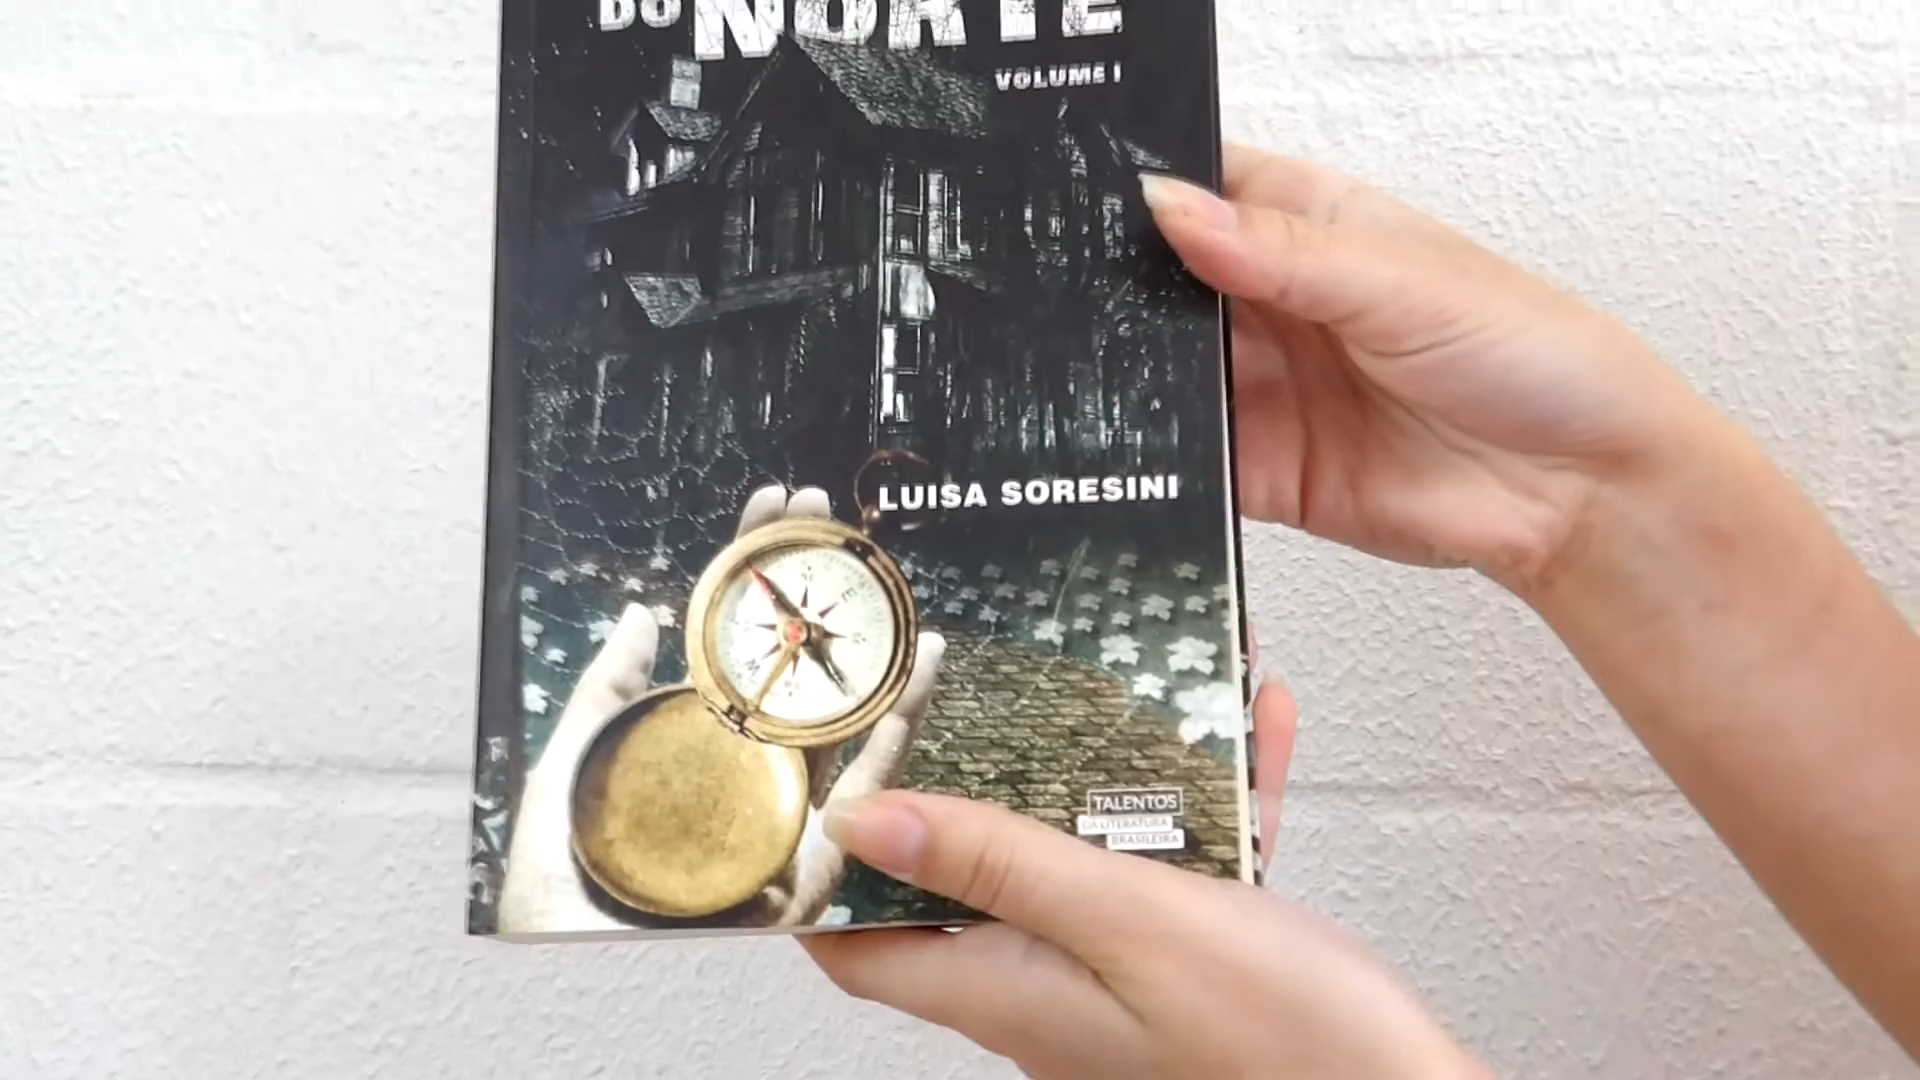 DO NORTE
VOLUME I
LUISA SORESINI
TALENTOS
DA LITERATURA
BRASILEIRA